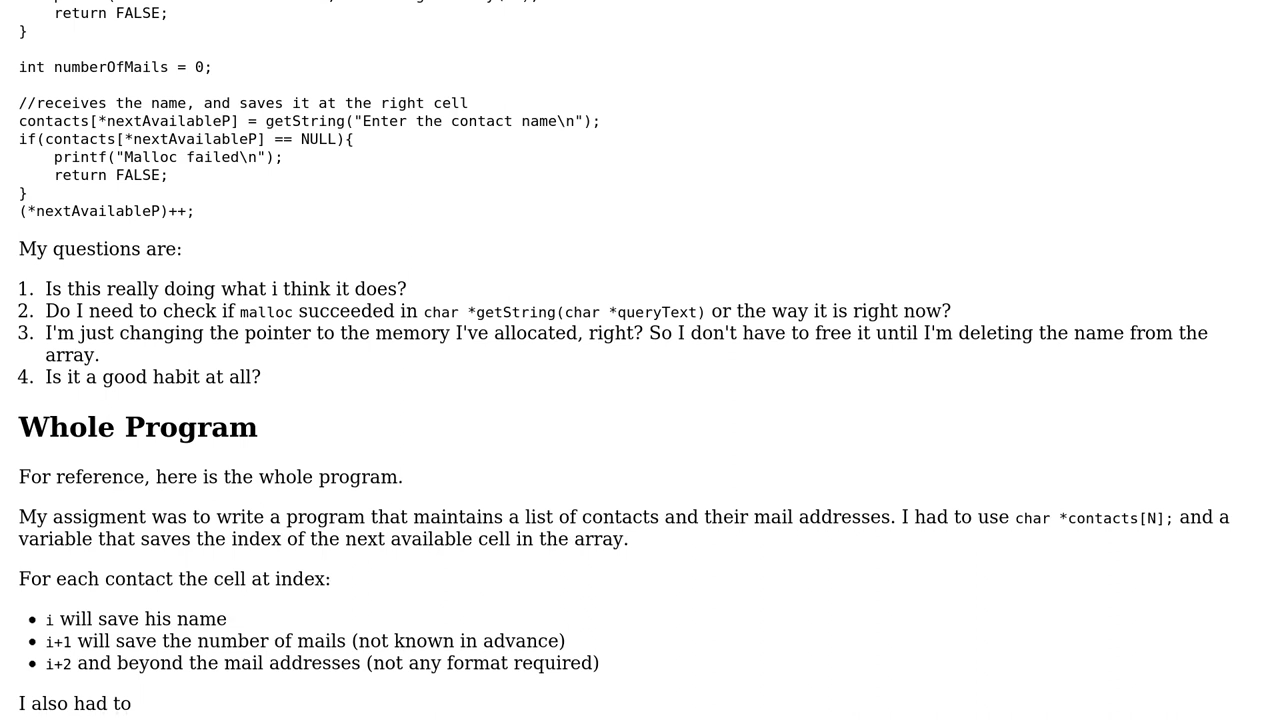 return FALSE;
}

int numberOfMails = 0;

//receives the name, and saves it at the right cell
contacts[*nextAvailableP] = getString("Enter the contact name\n");
if(contacts[*nextAvailableP] == NULL){
    printf("Malloc failed\n");
    return FALSE;
}
(*nextAvailableP)++;
My questions are:
1. Is this really doing what i think it does?
2. Do I need to check if malloc succeeded in char *getString(char *queryText) or the way it is right now?
3. I'm just changing the pointer to the memory I've allocated, right? So I don't have to free it until I'm deleting the name from the
array.
4. Is it a good habit at all?
Whole Program
For reference, here is the whole program.
My assigment was to write a program that maintains a list of contacts and their mail addresses. I had to use char *contacts[N]; and a
variable that saves the index of the next available cell in the array.
For each contact the cell at index:
• i will save his name
• i+1 will save the number of mails (not known in advance)
• i+2 and beyond the mail addresses (not any format required)
I also had to